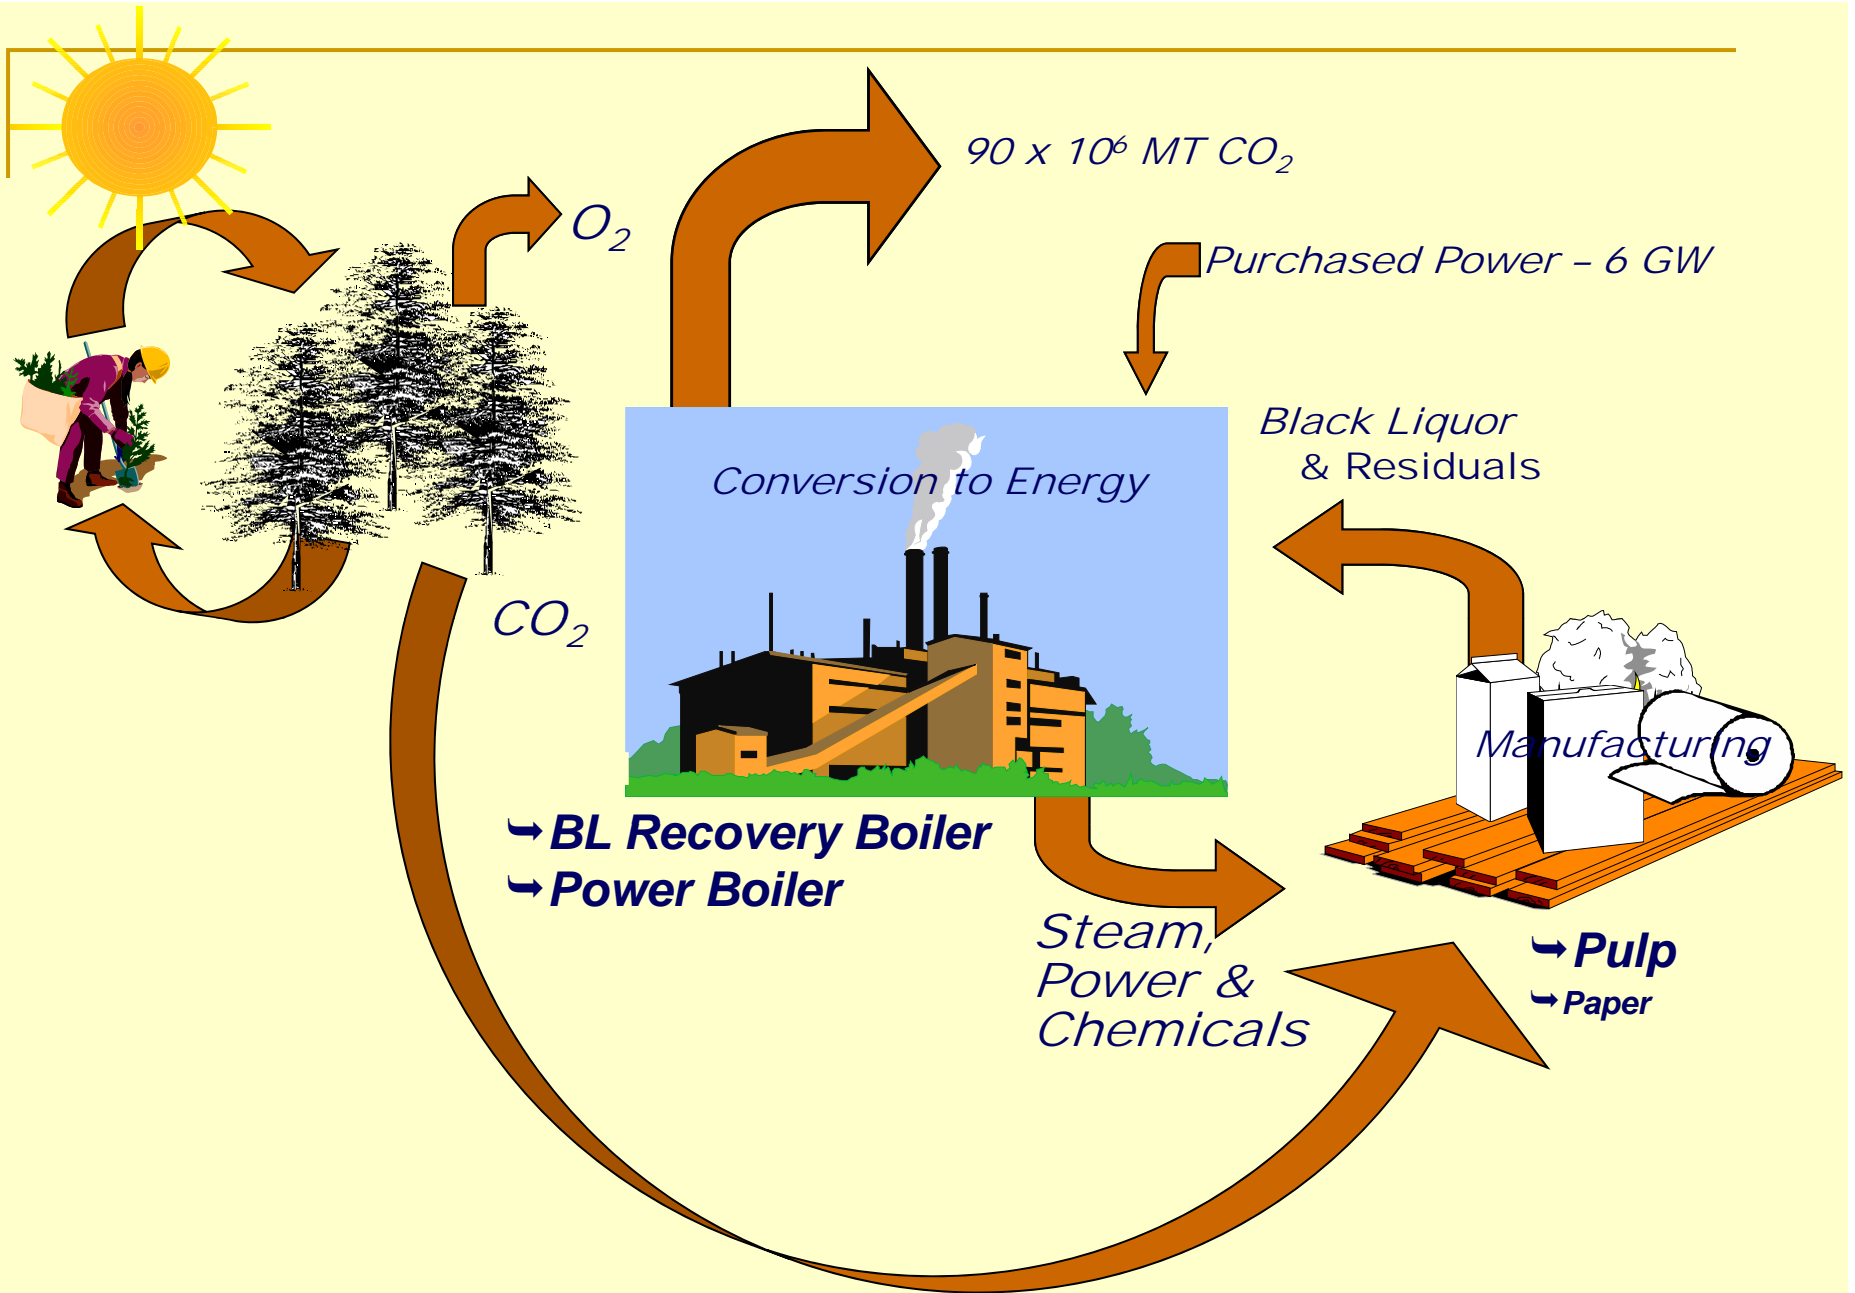 90 x 10⁶ MT CO₂
O₂
Purchased Power – 6 GW
Black Liquor
& Residuals
Conversion to Energy
CO₂
Manufacturing
➥BL Recovery Boiler
➥Power Boiler
Steam,
Power &
Chemicals
➥Pulp
➥Paper